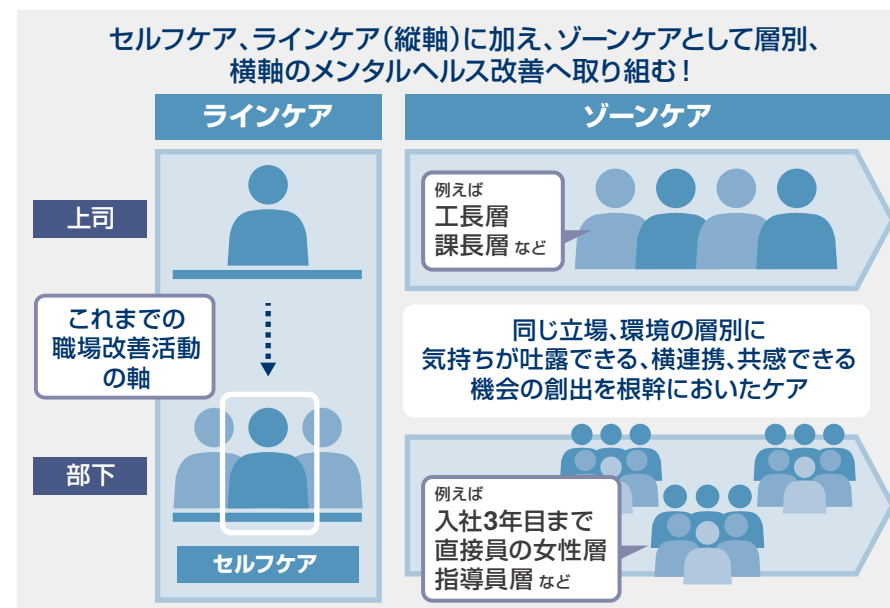 セルフケア、ラインケア（縦軸）に加え、ゾーンケアとして層別、
横軸のメンタルヘルス改善へ取り組む！
ラインケア
ゾーンケア
上司
例えば
工長層
課長層 など
これまでの
職場改善活動
の軸
同じ立場、環境の層別に
気持ちが吐露できる、横連携、共感できる
機会の創出を根幹においたケア
部下
例えば
入社3年目まで
直接員の女性層
指導員層 など
セルフケア